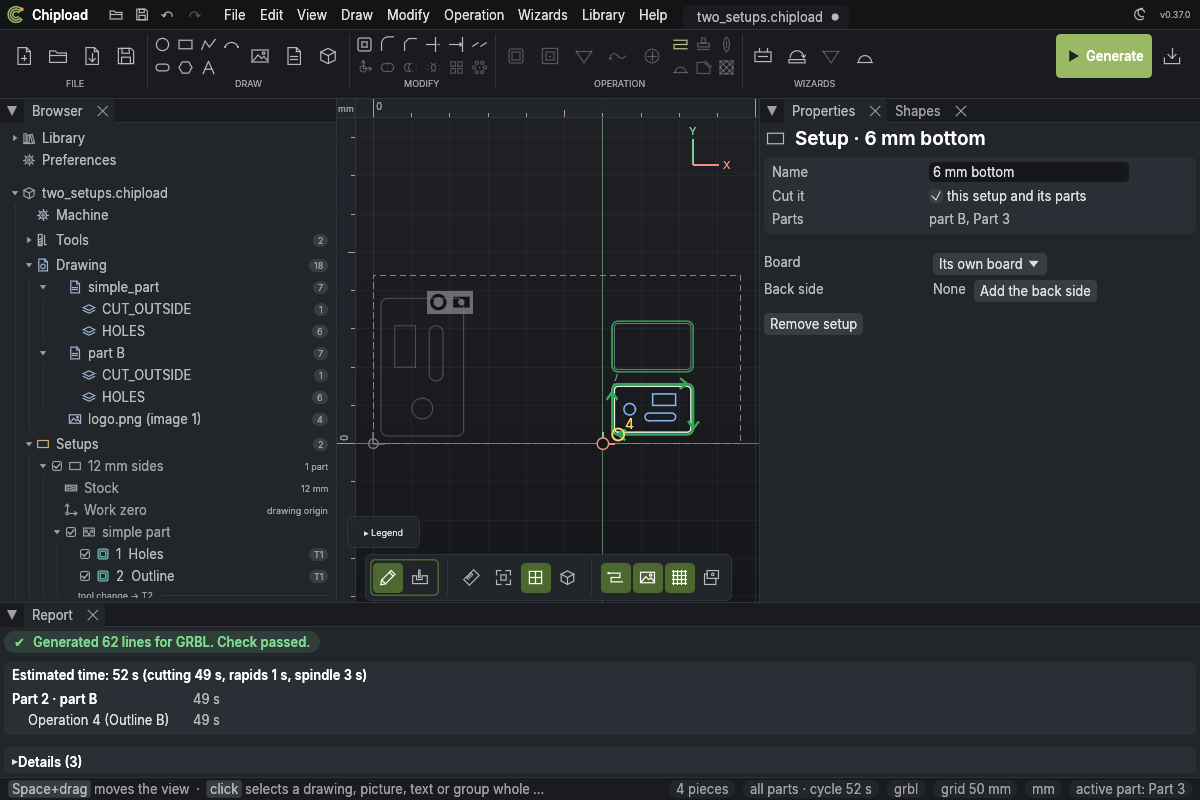 Chipload
File Edit View Draw Modify Operation Wizards Library Help
two_setups.chipload
v0.37.0
Generate
FILE
DRAW
MODIFY
OPERATION
WIZARDS
Browser
Library
Preferences
two_setups.chipload
Machine
Tools 2
Drawing 18
simple_part 7
CUT_OUTSIDE 1
HOLES 6
part B 7
CUT_OUTSIDE 1
HOLES 6
logo.png (image 1) 4
Setups 2
12 mm sides 1 part
Stock 12 mm
Work zero drawing origin
simple part
1 Holes T1
2 Outline T1
tool change → T2
mm
0
0
Y
X
4
Legend
Properties
Shapes
Setup · 6 mm bottom
Name 6 mm bottom
Cut it this setup and its parts
Parts part B, Part 3
Board Its own board
Back side None Add the back side
Remove setup
Report
✔ Generated 62 lines for GRBL. Check passed.
Estimated time: 52 s (cutting 49 s, rapids 1 s, spindle 3 s)
Part 2 · part B 49 s
Operation 4 (Outline B) 49 s
Details (3)
Space+drag moves the view · click selects a drawing, picture, text or group whole ...
4 pieces all parts · cycle 52 s grbl grid 50 mm mm active part: Part 3